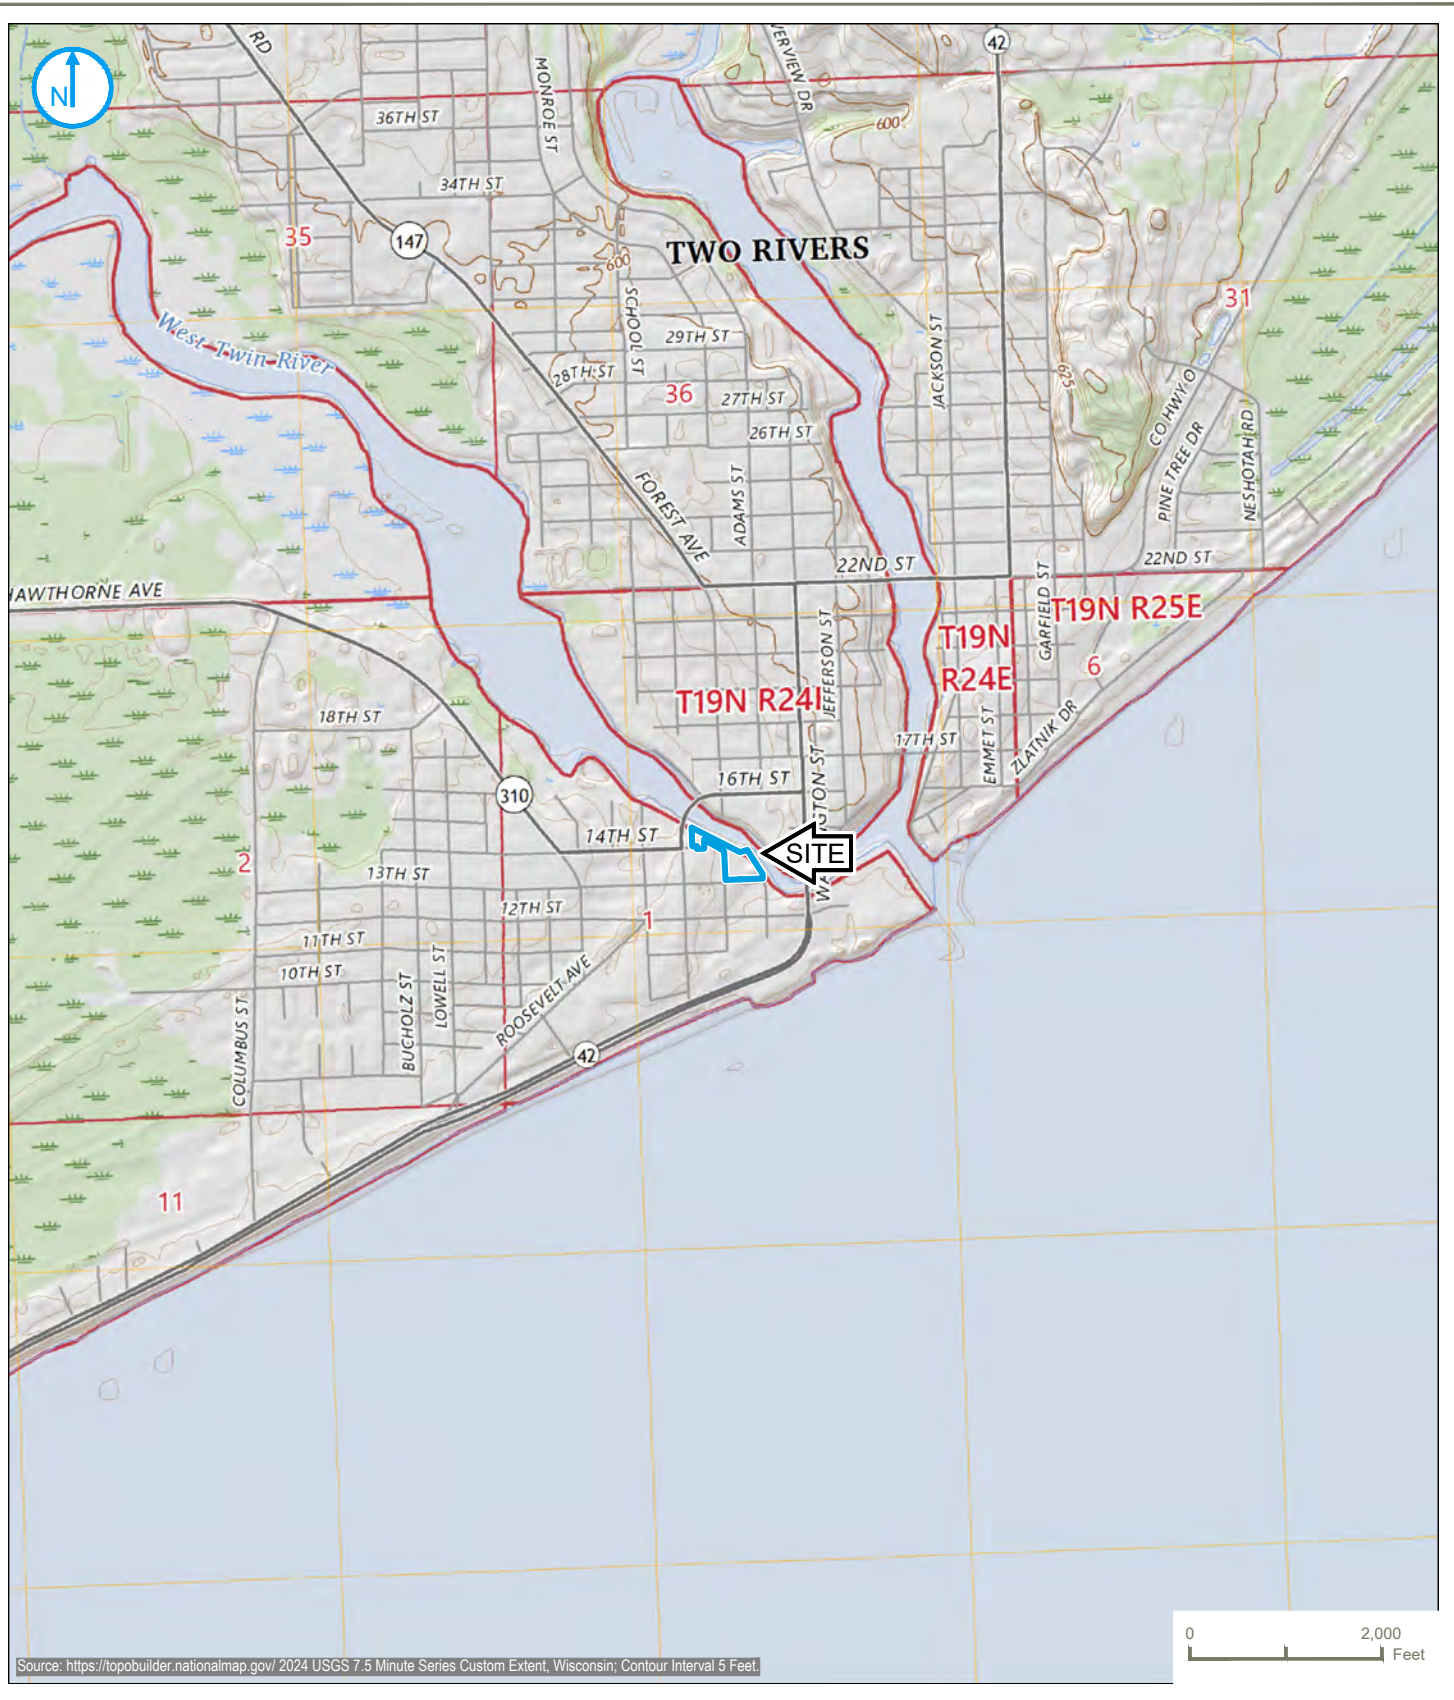 RD
42
N
MONROE ST
36TH ST
600
34TH ST
35
147
TWO RIVERS
600
31
West Twin River
SCHOOL ST
29TH ST
JACKSON ST
28TH ST
36
27TH ST
625
CO HWY O
26TH ST
PINE TREE DR
NESHOTAH RD
FOREST AVE
ADAMS ST
22ND ST
22ND ST
GARFIELD ST
T19N R25E
JEFFERSON ST
T19N
R24E
6
T19N R24
18TH ST
EMMET ST
ZLATNIK DR
17TH ST
16TH ST
310
14TH ST
SITE
2
13TH ST
12TH ST
1
11TH ST
10TH ST
COLUMBUS ST
BUCHOLZ ST
LOWELL ST
ROOSEVELT AVE
42
11
0 2,000
Feet
Source: https://topobuilder.nationalmap.gov/ 2024 USGS 7.5 Minute Series Custom Extent, Wisconsin; Contour Interval 5 Feet.